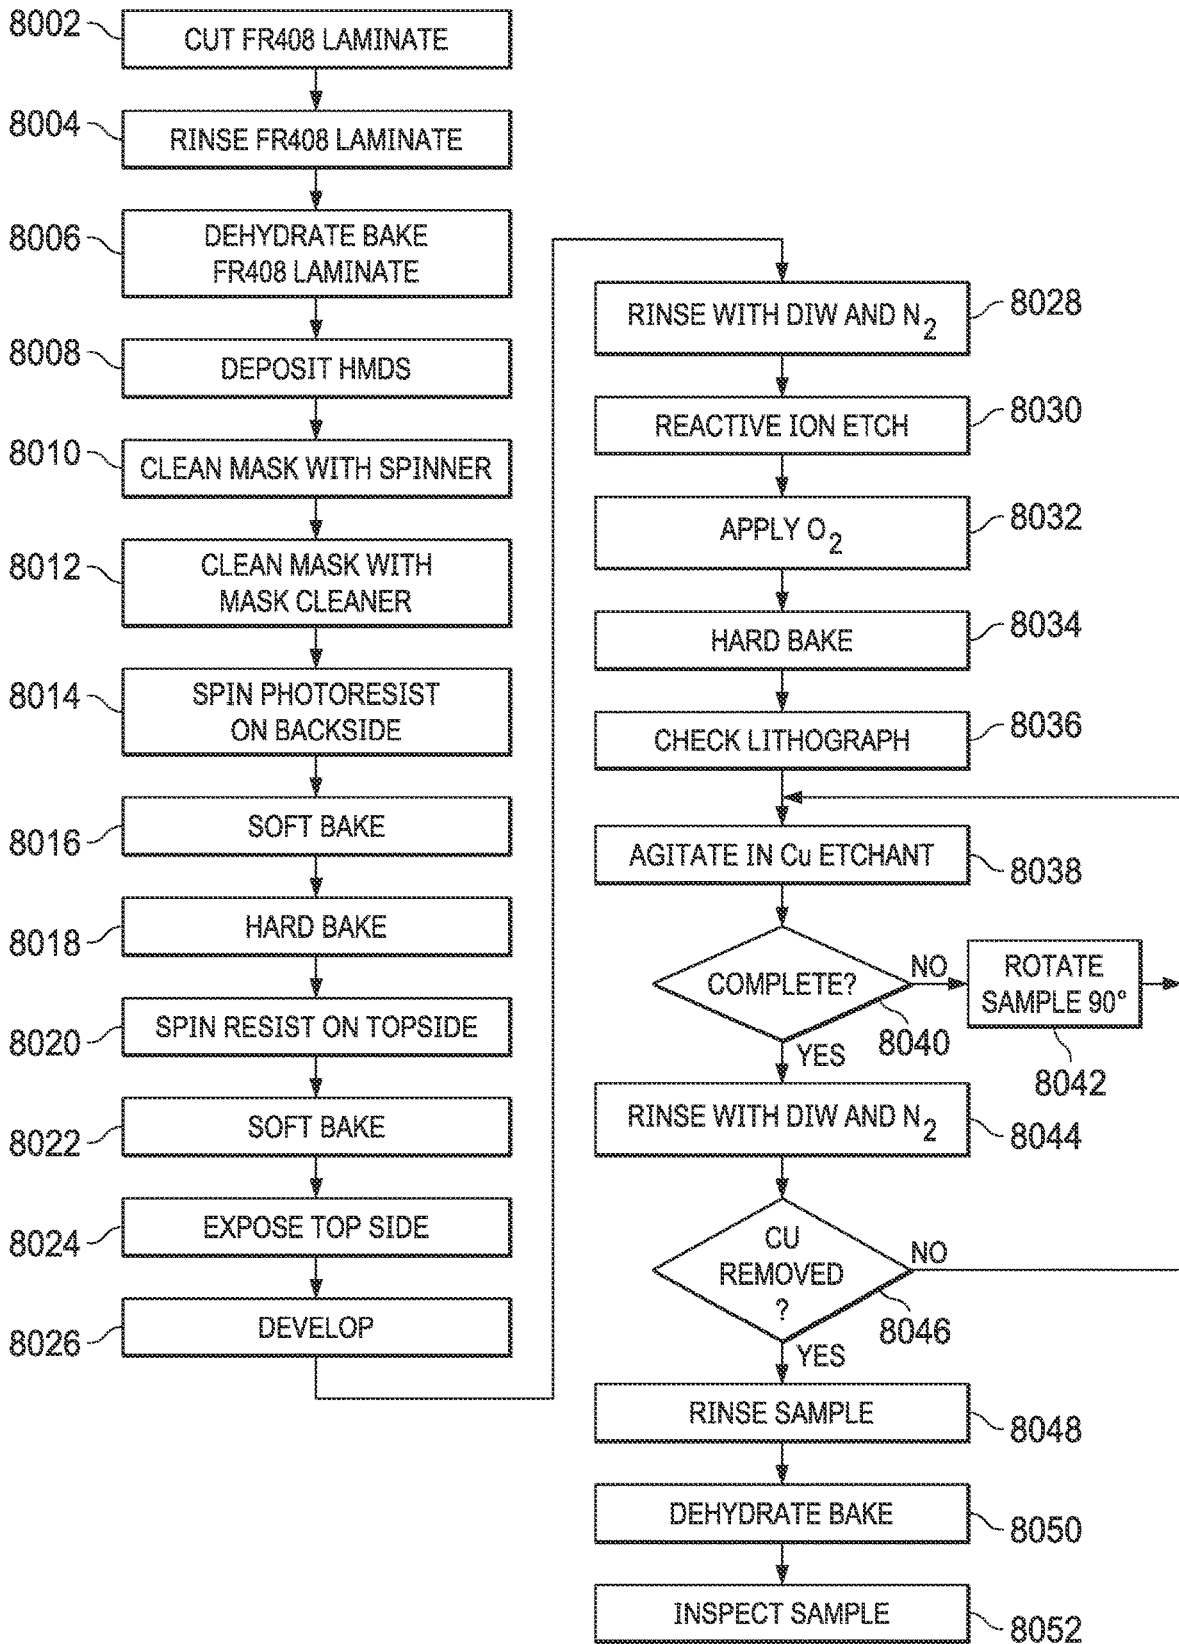 8002
CUT FR408 LAMINATE
8004
RINSE FR408 LAMINATE
8006
DEHYDRATE BAKE
FR408 LAMINATE
8008
DEPOSIT HMDS
8010
CLEAN MASK WITH SPINNER
8012
CLEAN MASK WITH
MASK CLEANER
8014
SPIN PHOTORESIST
ON BACKSIDE
8016
SOFT BAKE
8018
HARD BAKE
8020
SPIN RESIST ON TOPSIDE
8022
SOFT BAKE
8024
EXPOSE TOP SIDE
8026
DEVELOP
RINSE WITH DIW AND N2
8028
REACTIVE ION ETCH
8030
APPLY O2
8032
HARD BAKE
8034
CHECK LITHOGRAPH
8036
AGITATE IN Cu ETCHANT
8038
COMPLETE?
NO
8040
YES
ROTATE
SAMPLE 90°
8042
RINSE WITH DIW AND N2
8044
CU
REMOVED
?
NO
8046
YES
RINSE SAMPLE
8048
DEHYDRATE BAKE
8050
INSPECT SAMPLE
8052